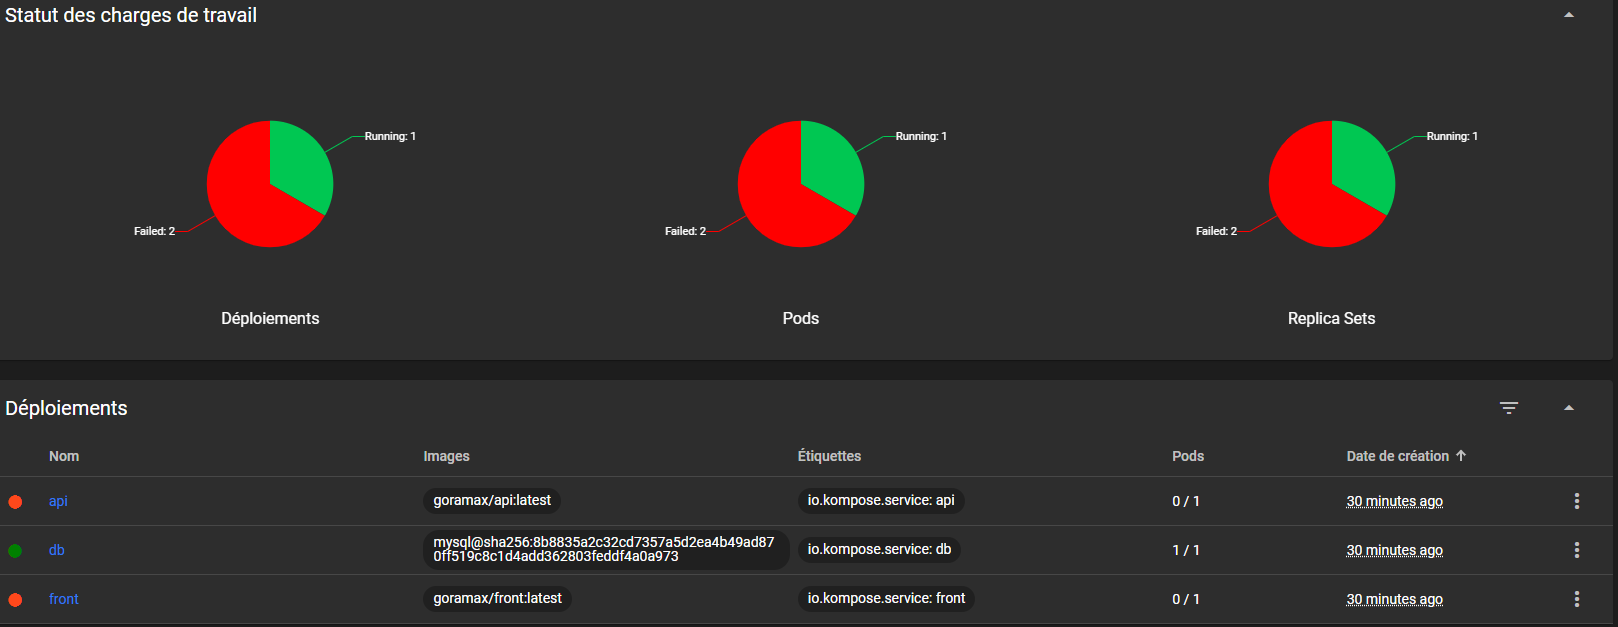 Statut des charges de travail
Running: 1
Failed: 2
Déploiements
Running: 1
Failed: 2
Pods
Running: 1
Failed: 2
Replica Sets
Déploiements
Nom Images Étiquettes Pods Date de création
api goramax/api:latest io.kompose.service: api 0 / 1 30 minutes ago
db mysql@sha256:8b8835a2c32cd7357a5d2ea4b49ad87
0ff519c8c1d4add362803feddf4a0a973 io.kompose.service: db 1 / 1 30 minutes ago
front goramax/front:latest io.kompose.service: front 0 / 1 30 minutes ago